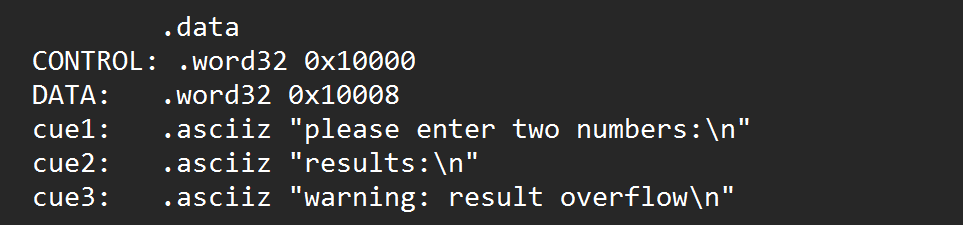 .data
CONTROL: .word32 0x10000
DATA: .word32 0x10008
cue1: .asciiz "please enter two numbers:\n"
cue2: .asciiz "results:\n"
cue3: .asciiz "warning: result overflow\n"